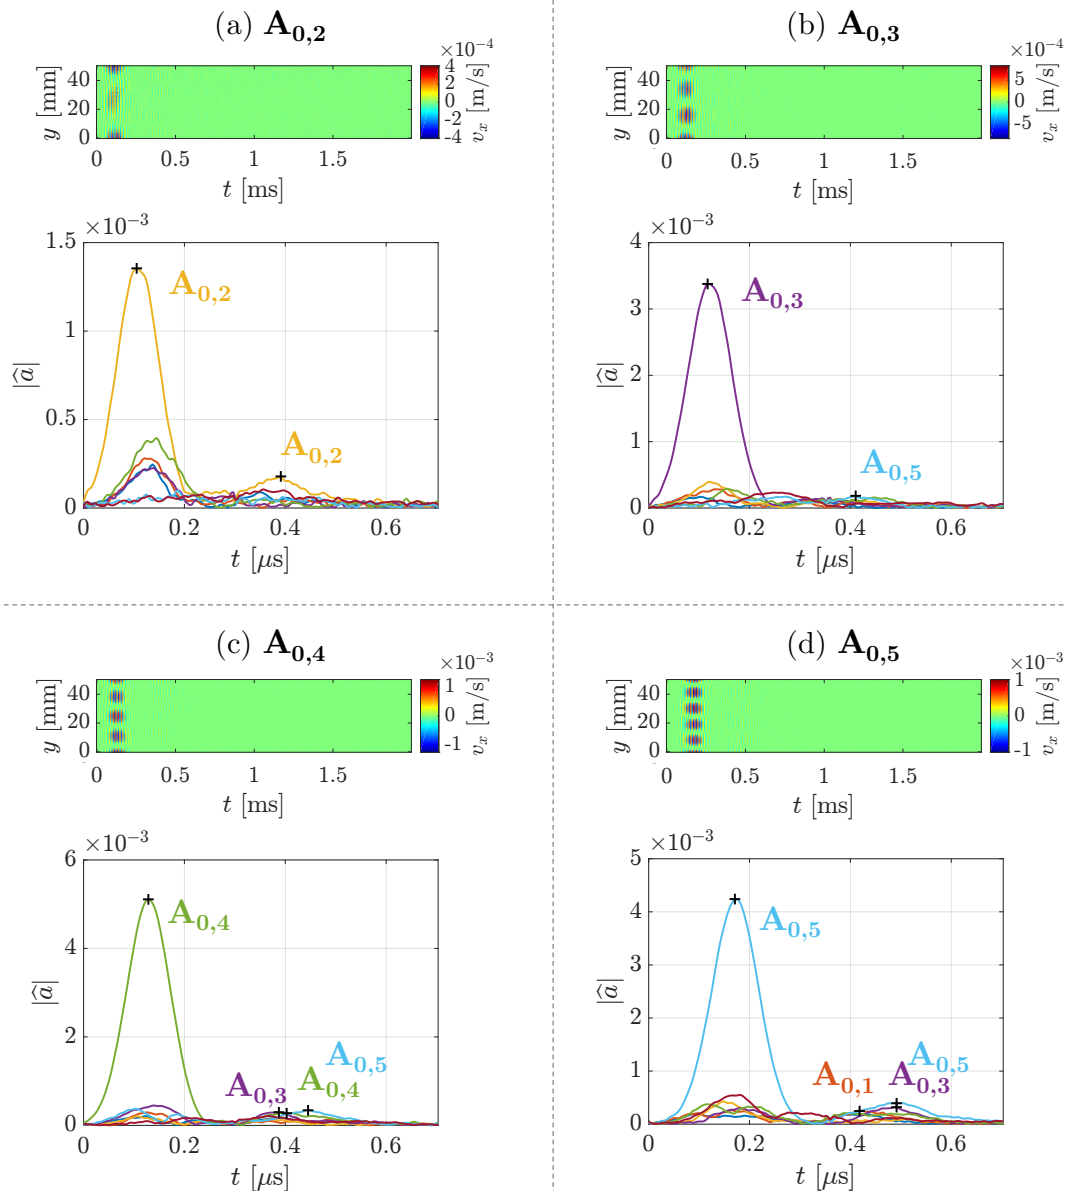 (a) A0,2
×10−4
y [mm]
40
20
0
4
2
0
-2
-4
vx [m/s]
0 0.5 1 1.5
t [ms]
×10−3
1.5
1
0.5
0
|â|
A0,2
A0,2
0 0.2 0.4 0.6
t [μs]
(b) A0,3
×10−4
y [mm]
40
20
0
5
0
-5
vx [m/s]
0 0.5 1 1.5
t [ms]
×10−3
4
3
2
1
0
|â|
A0,3
A0,5
0 0.2 0.4 0.6
t [μs]
(c) A0,4
×10−3
y [mm]
40
20
0
1
0
-1
vx [m/s]
0 0.5 1 1.5
t [ms]
×10−3
6
4
2
0
|â|
A0,4
A0,5
A0,3 A0,4
0 0.2 0.4 0.6
t [μs]
(d) A0,5
×10−3
y [mm]
40
20
0
1
0
-1
vx [m/s]
0 0.5 1 1.5
t [ms]
×10−3
5
4
3
2
1
0
|â|
A0,5
A0,5
A0,1 A0,3
0 0.2 0.4 0.6
t [μs]